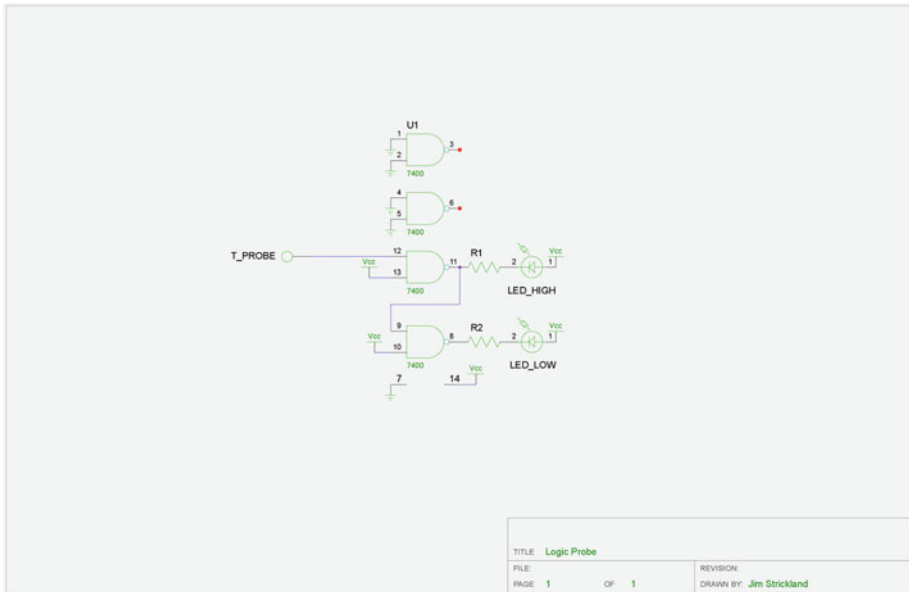 U1
1
3
2
7400
4
6
5
7400
T_PROBE
12
Vcc
13
11
7400
R1
2
1
Vcc
LED_HIGH
9
Vcc
10
8
7400
R2
2
1
Vcc
LED_LOW
7
14
Vcc
TITLE Logic Probe
FILE: REVISION:
PAGE 1 OF 1 DRAWN BY: Jim Strickland